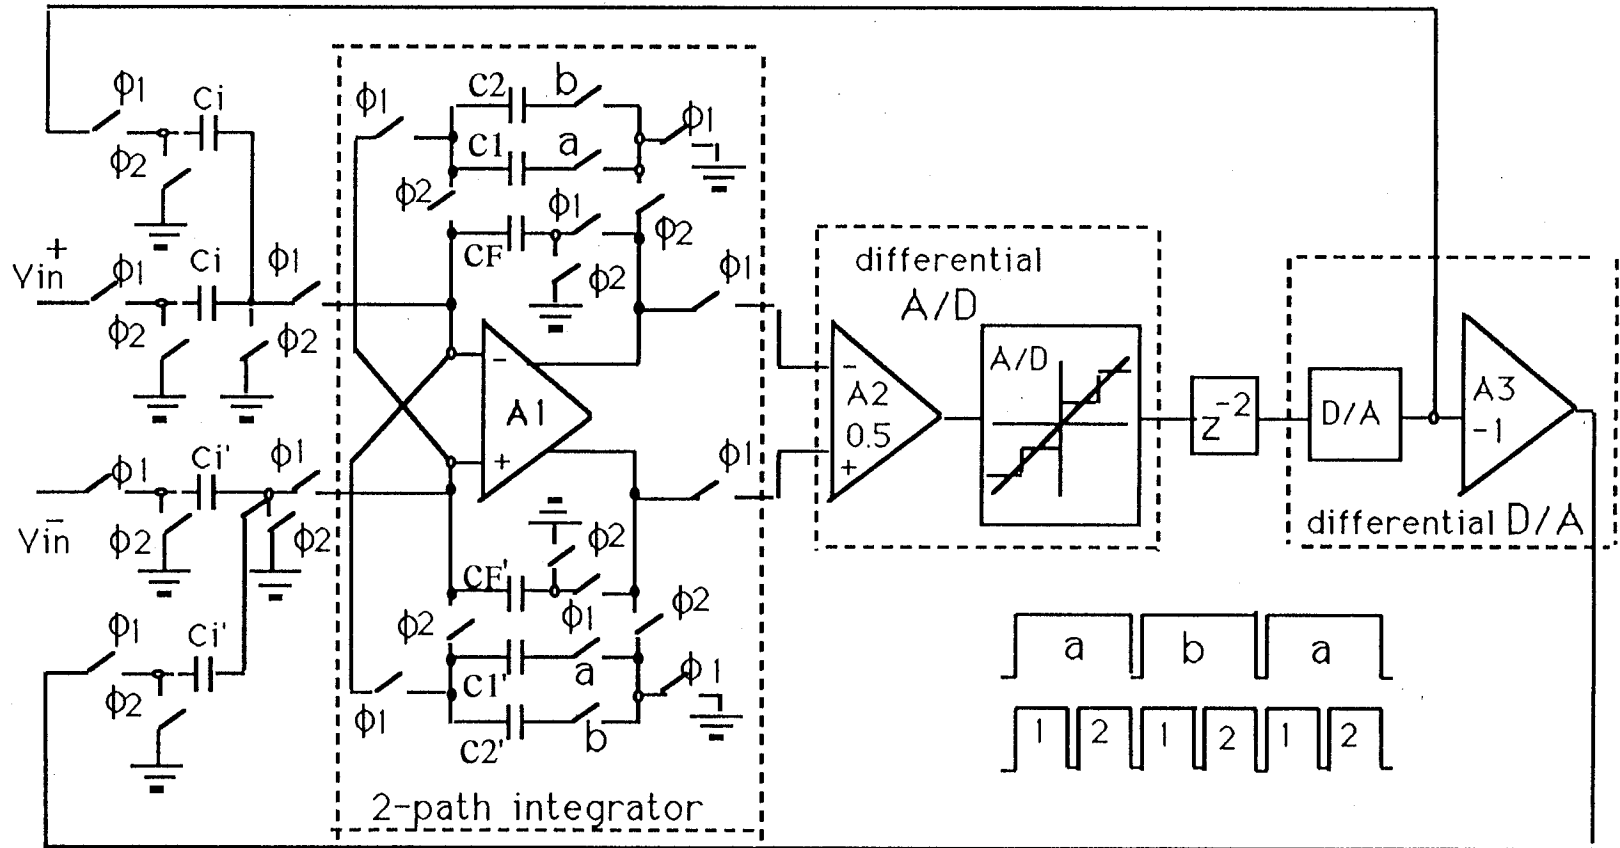 ϕ1
Ci
ϕ2
Vin+
ϕ1
Ci
ϕ1
ϕ2
ϕ2
ϕ1
C2
b
ϕ1
C1
a
ϕ2
ϕ1
CF
ϕ2
ϕ2
ϕ1
A1
-
+
differential
A/D
-
A2
0.5
+
A/D
z-2
D/A
A3
-1
differential D/A
Vin-
ϕ1
Ci'
ϕ1
ϕ2
ϕ2
ϕ1
ϕ2
CF'
ϕ1
ϕ2
ϕ2
C1'
a
ϕ1
ϕ1
C2'
b
ϕ1
Ci'
ϕ2
2-path integrator
a b a
1 2 1 2 1 2